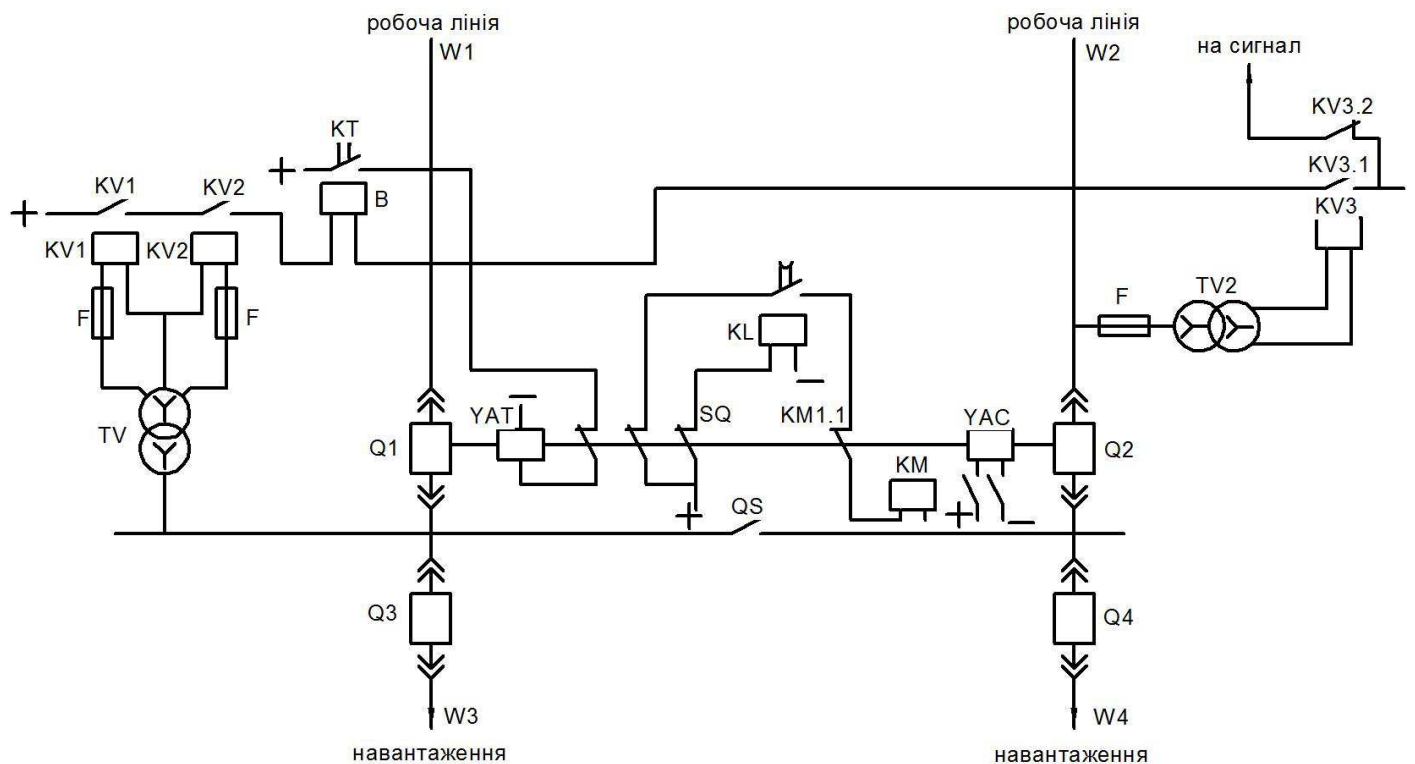 робоча лінія
W1
робоча лінія
W2
на сигнал
KV3.2
KT
KV3.1
KV1
KV2
B
KV3
KV1
KV2
TV2
F
F
F
KL
TV
Q1
YAT
SQ
KM1.1
YAC
Q2
KM
QS
Q3
Q4
W3
W4
навантаження
навантаження